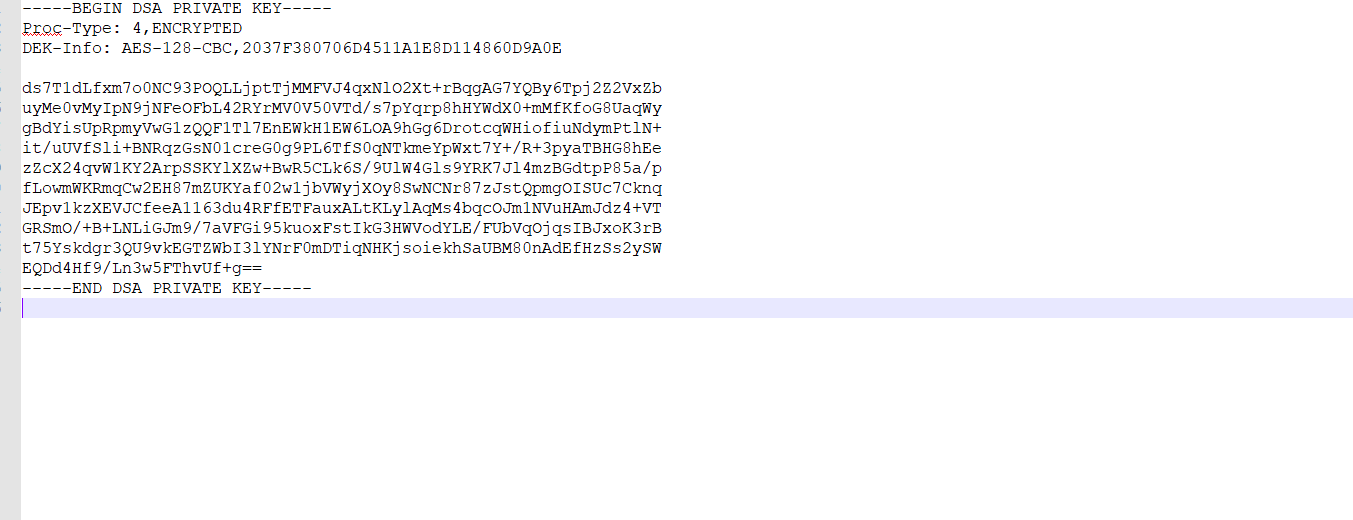 -----BEGIN DSA PRIVATE KEY-----
Proc-Type: 4,ENCRYPTED
DEK-Info: AES-128-CBC,2037F380706D4511A1E8D114860D9A0E
ds7T1dLfxm7o0NC93POQLLjptTjMMFVJ4qxNlO2Xt+rBqgAG7YQBy6Tpj2Z2VxZb
uyMe0vMyIpN9jNFeOFbL42RYrMV0V50VTd/s7pYqrp8hHYWdX0+mMfKfoG8UaqWy
gBdYisUpRpmyVwG1zQQF1Tl7EnEWkH1EW6LOA9hGg6DrotcqWHiofiuNdymPtlN+
it/uUVfSli+BNRqzGsN01creG0g9PL6TfS0qNTkmeYpWxt7Y+/R+3pyaTBHG8hEe
zZcX24qvW1KY2ArpSSKYlXZw+BwR5CLk6S/9UlW4Gls9YRK7Jl4mzBGdtpP85a/p
fLowmWKRmqCw2EH87mZUKYaf02w1jbVWyjXOy8SwNCNr87zJstQpmgOISUc7Cknq
JEpv1kzXEVJCfeeA1163du4RFfETFauxALtKLylAqMs4bqcOJm1NVuHAmJdz4+VT
GRSmO/+B+LNLiGJm9/7aVFGi95kuoxFstIkG3HWVodYLE/FUbVqOjqsIBJxoK3rB
t75Yskdgr3QU9vkEGTZWbI3lYNrF0mDTiqNHKjsoiekhSaUBM80nAdEfHzSs2ySW
EQDd4Hf9/Ln3w5FThvUf+g==
-----END DSA PRIVATE KEY-----